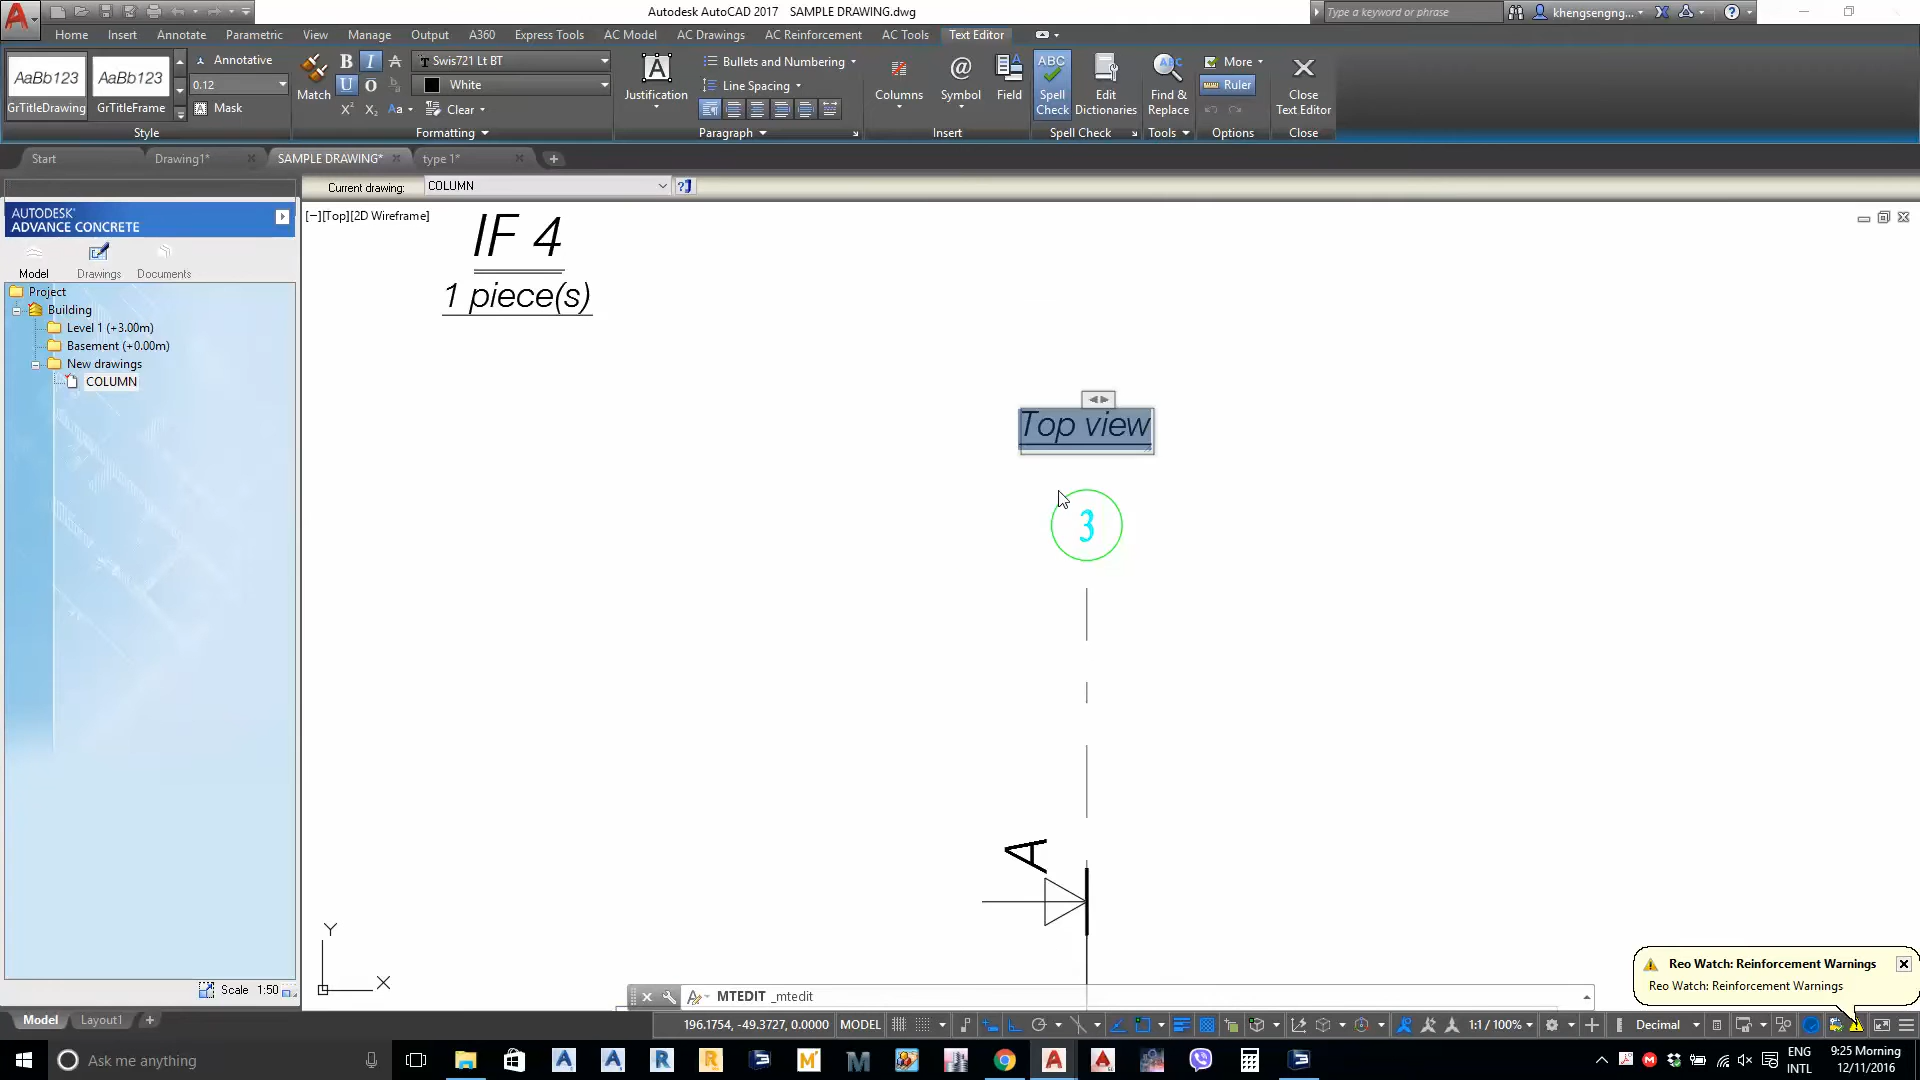 Autodesk AutoCAD 2017 SAMPLE DRAWING.dwg
Type a keyword or phrase
khengsengng...
Home Insert Annotate Parametric View Manage Output A360 Express Tools AC Model AC Drawings AC Reinforcement AC Tools Text Editor
AaBb123 AaBb123
GrTitleDrawing GrTitleFrame
Annotative
0.12
Mask
Style
Match
B I A
U O
Swis721 Lt BT
White
Aa
Clear
Formatting
Justification
Bullets and Numbering
Line Spacing
Paragraph
Columns
Symbol
Field
Insert
ABC
Spell
Check
Edit
Dictionaries
Spell Check
Find &
Replace
Tools
More
Ruler
Options
Close
Text Editor
Close
Start Drawing1* SAMPLE DRAWING* type 1*
Current drawing: COLUMN
AUTODESK®
ADVANCE CONCRETE
Model Drawings Documents
Project
Building
Level 1 (+3.00m)
Basement (+0.00m)
New drawings
COLUMN
Scale 1:50
[−][Top][2D Wireframe]
IF 4
1 piece(s)
Top view
3
A
Y
X
MTEDIT _mtedit
Reo Watch: Reinforcement Warnings
Reo Watch: Reinforcement Warnings
Model Layout1
196.1754, -49.3727, 0.0000 MODEL
1:1 / 100%
Decimal
Ask me anything
ENG
INTL
9:25 Morning
12/11/2016